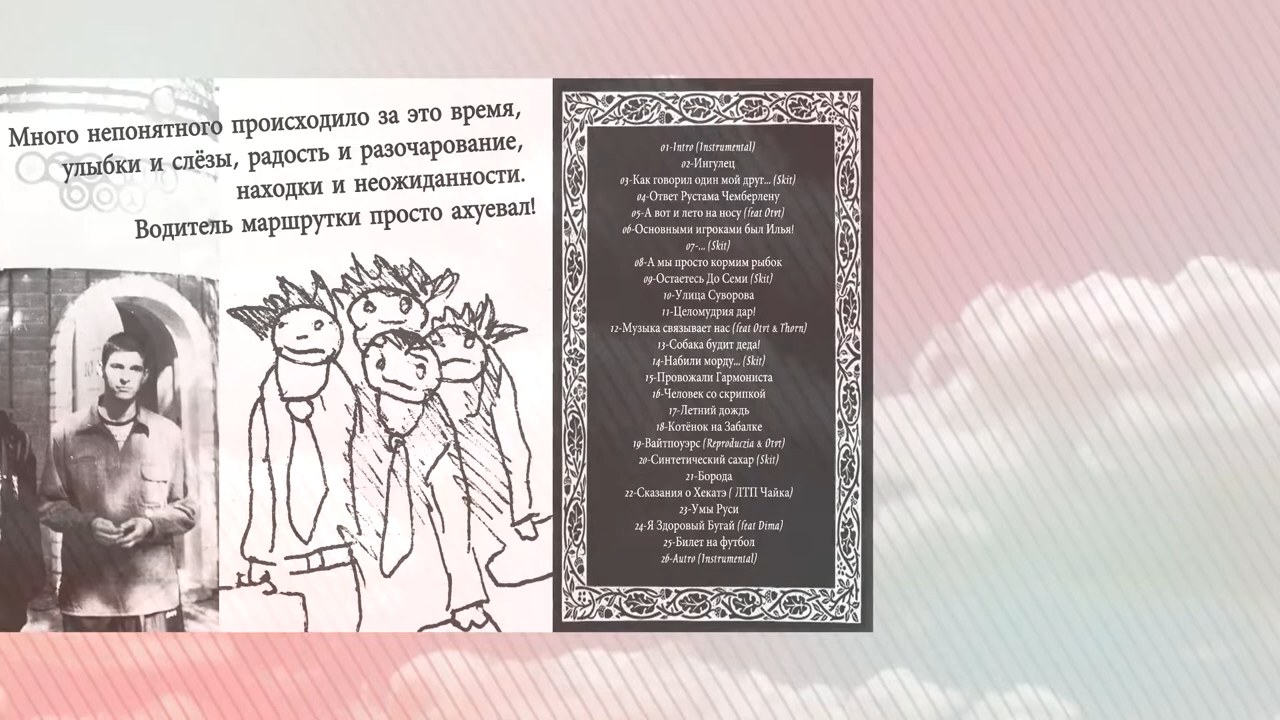 Много непонятного происходило за это время,
улыбки и слёзы, радость и разочарование,
находки и неожиданности.
Водитель маршрутки просто ахуевал!
01-Intro (Instrumental)
02-Ингулец
03-Как говорил один мой друг... (Skit)
04-Ответ Рустама Чемберлену
05-А вот и лето на носу (feat Otvt)
06-Основными игроками был Илья!
07-... (Skit)
08-А мы просто кормим рыбок
09-Остаетесь До Семи (Skit)
10-Улица Суворова
11-Целомудрия дар!
12-Музыка связывает нас (feat Otvt & Thorn)
13-Собака будит деда!
14-Набили морду... (Skit)
15-Провожали Гармониста
16-Человек со скрипкой
17-Летний дождь
18-Котёнок на Забалке
19-Вайтпоуэрс (Reproduczia & Otvt)
20-Синтетический сахар (Skit)
21-Борода
22-Сказания о Хекатэ ( ЛТП Чайка)
23-Умы Руси
24-Я Здоровый Бугай (feat Dima)
25-Билет на футбол
26-Autro (Instrumental)